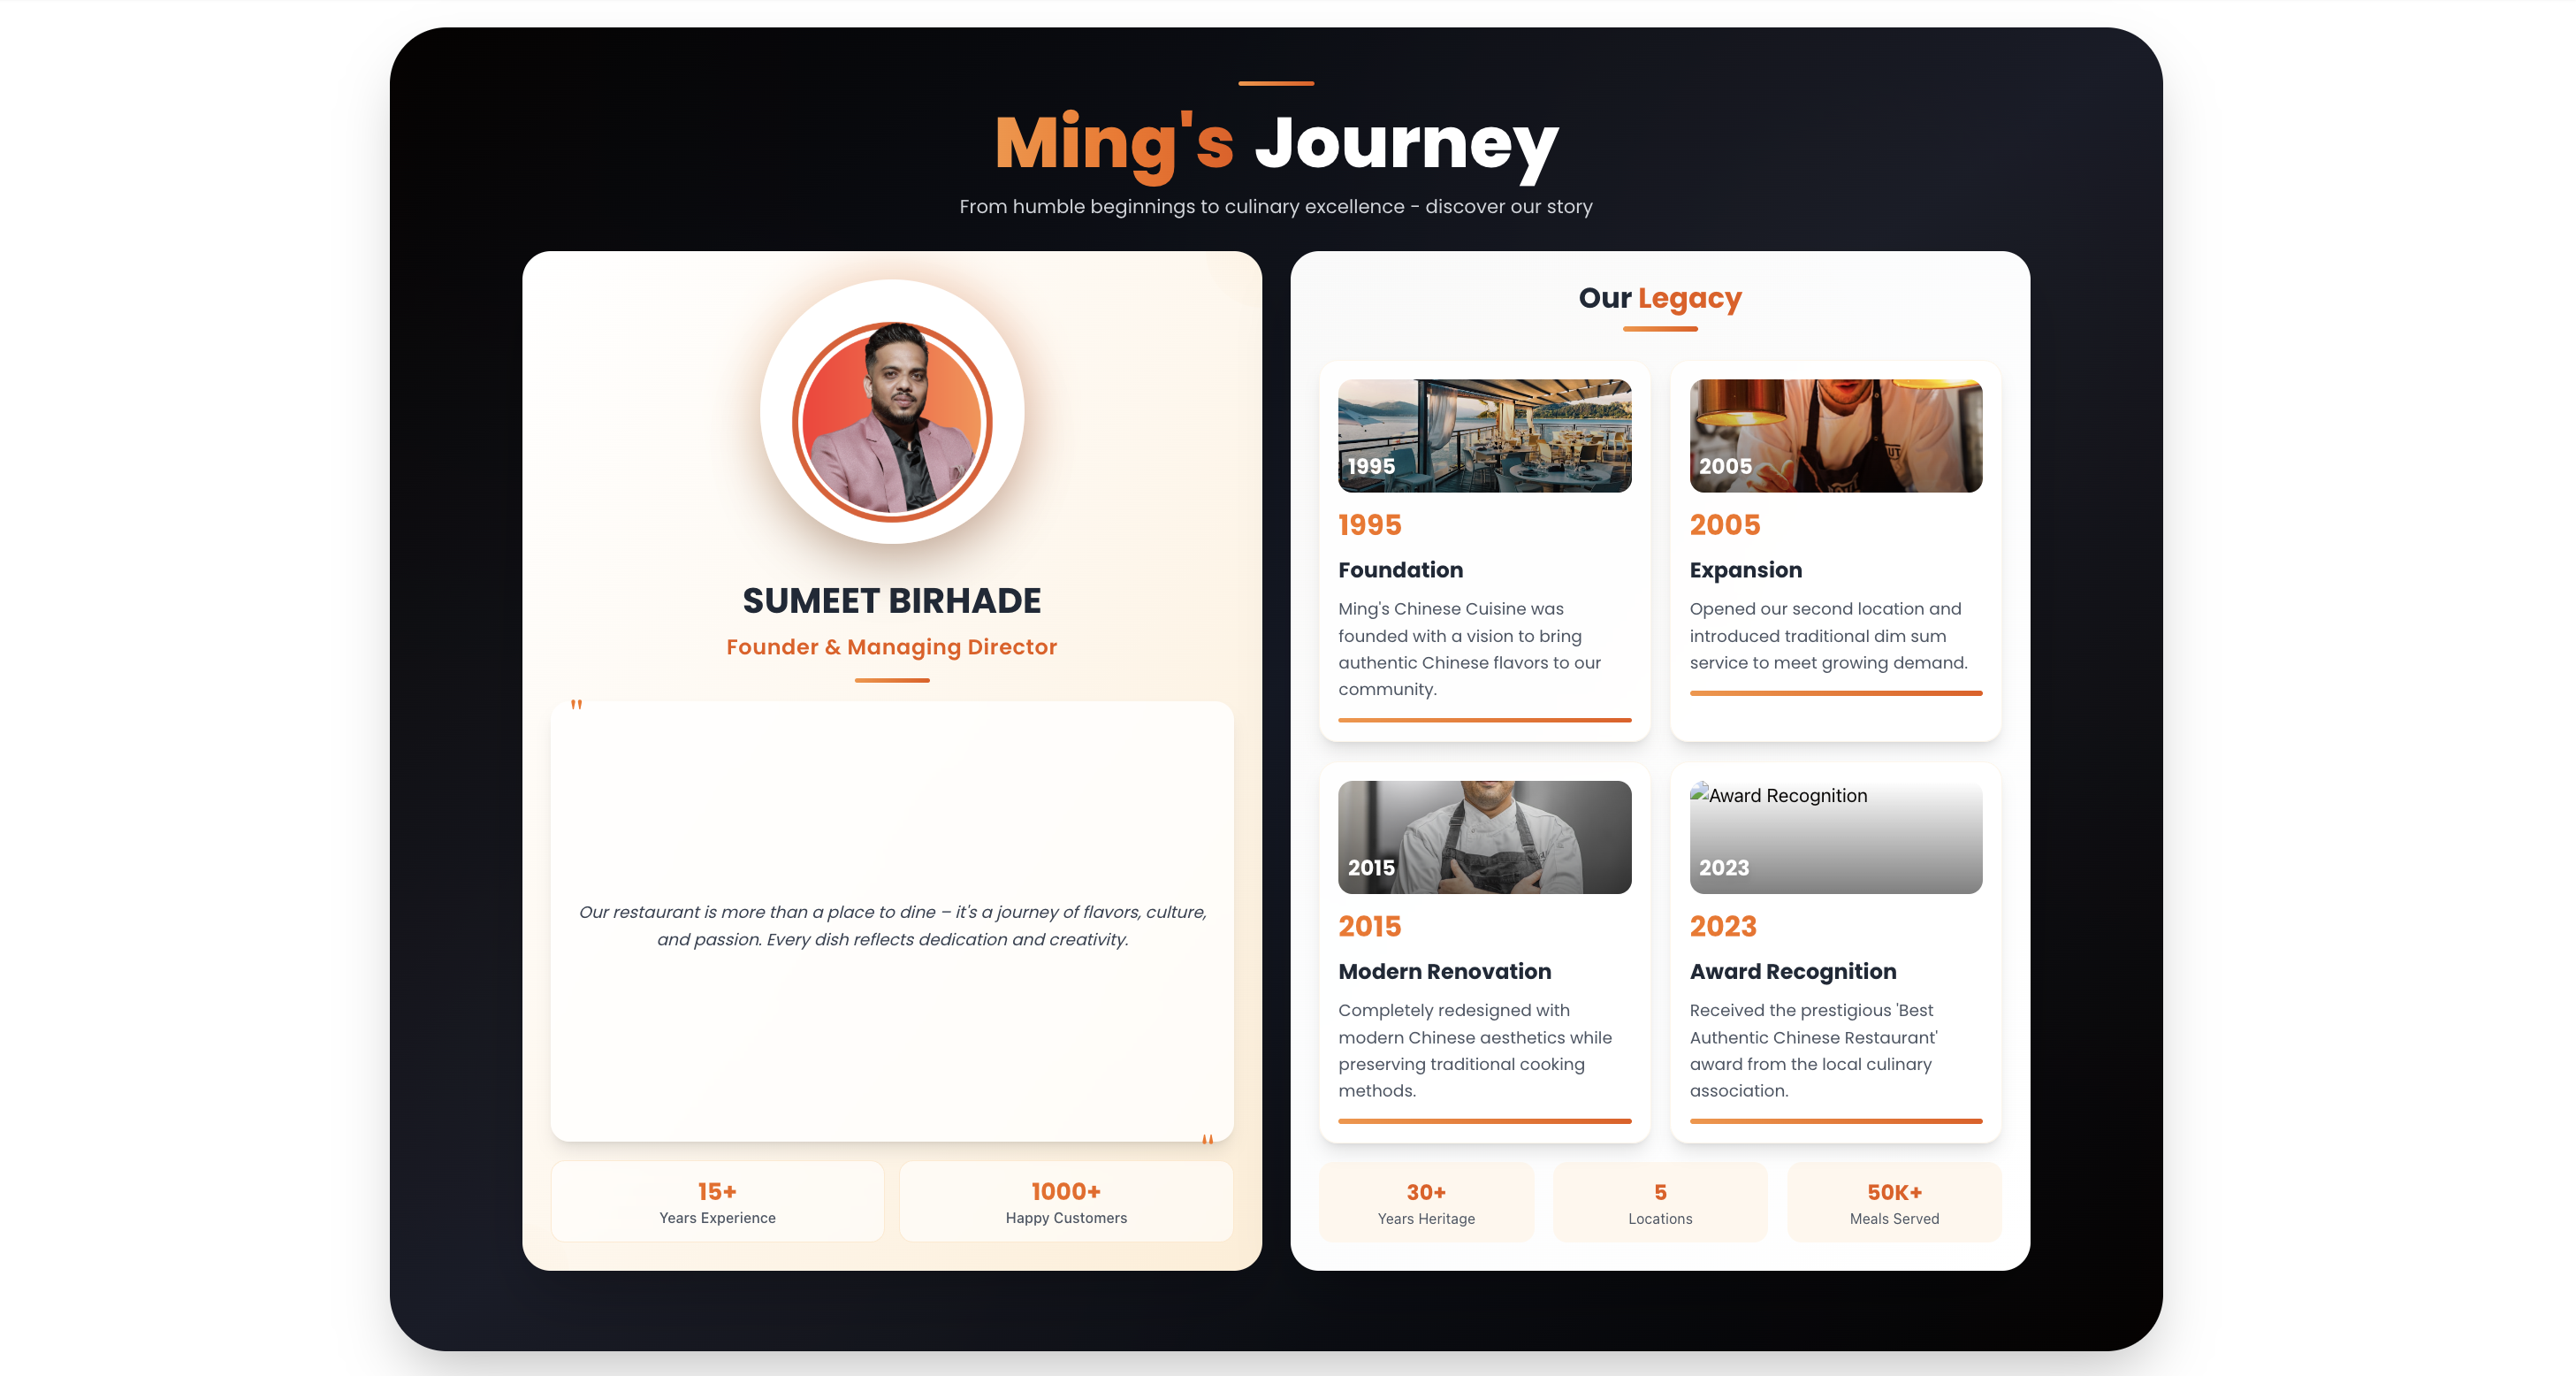 Ming's Journey
From humble beginnings to culinary excellence - discover our story
SUMEET BIRHADE
Founder & Managing Director
"
Our restaurant is more than a place to dine – it's a journey of flavors, culture,
and passion. Every dish reflects dedication and creativity.
"
15+
Years Experience
1000+
Happy Customers
Our Legacy
1995
1995
Foundation
Ming's Chinese Cuisine was
founded with a vision to bring
authentic Chinese flavors to our
community.
2005
2005
Expansion
Opened our second location and
introduced traditional dim sum
service to meet growing demand.
2015
2015
Modern Renovation
Completely redesigned with
modern Chinese aesthetics while
preserving traditional cooking
methods.
Award Recognition
2023
2023
Award Recognition
Received the prestigious 'Best
Authentic Chinese Restaurant'
award from the local culinary
association.
30+
Years Heritage
5
Locations
50K+
Meals Served